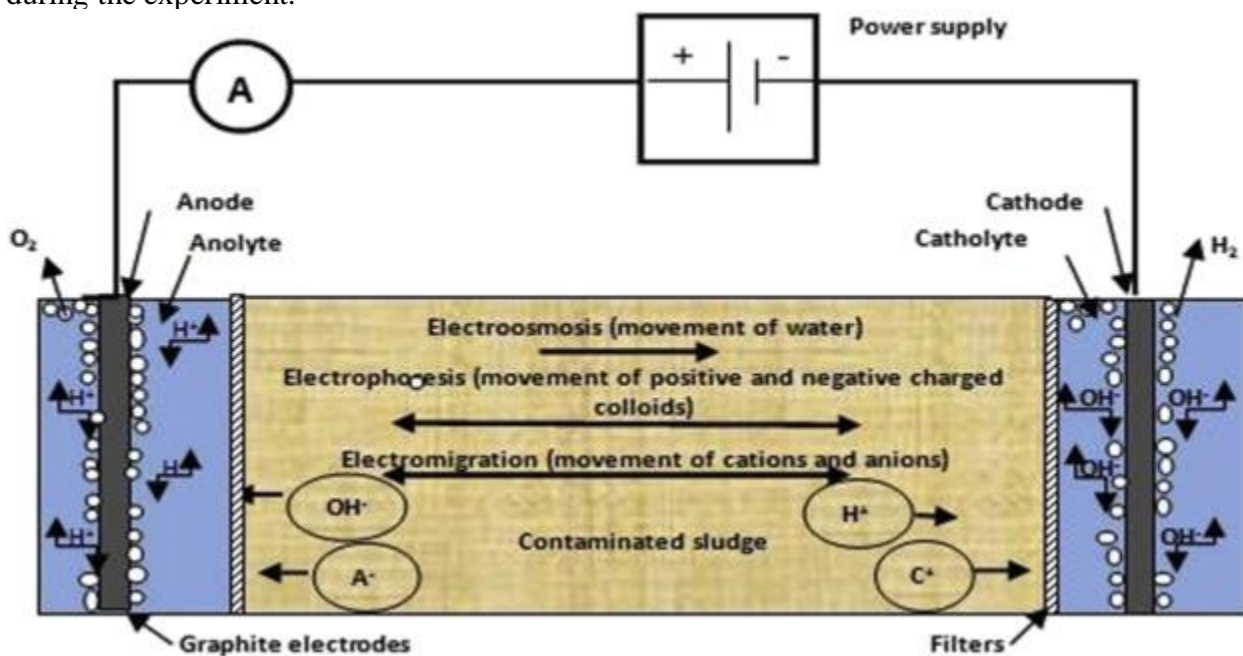 during the experiment.
Power supply
+ -
A
Anode
Cathode
O₂
Anolyte
Catholyte
H₂
H⁺
Electroosmosis (movement of water)
Electrophoresis (movement of positive and negative charged
colloids)
H⁺
OH⁻
OH⁻
Electromigration (movement of cations and anions)
H
OH⁻
OH⁻
H⁺
H⁺
Contaminated sludge
OH⁻
A⁻
C⁺
Graphite electrodes
Filters